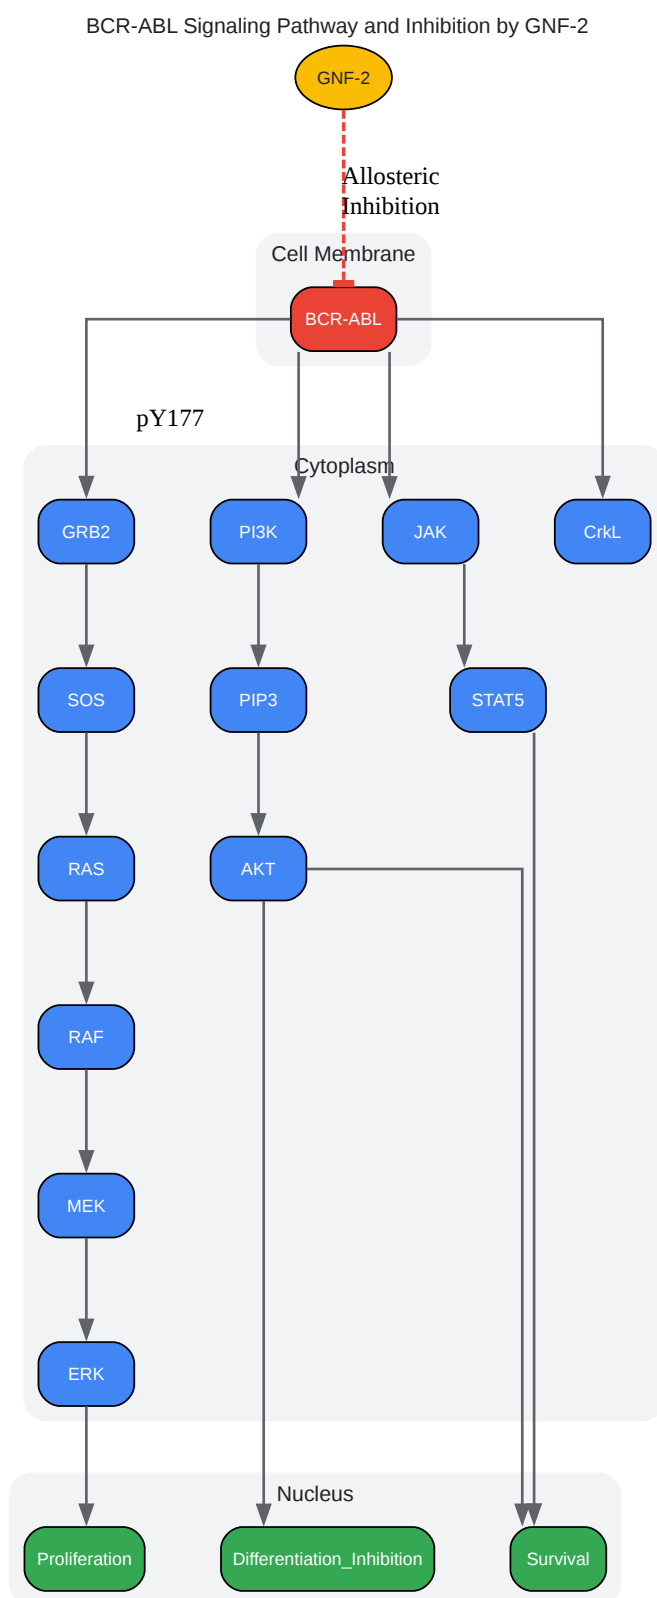 BCR-ABL Signaling Pathway and Inhibition by GNF-2
GNF-2
Allosteric
Inhibition
Cell Membrane
BCR-ABL
pY177
Cytoplasm
GRB2
PI3K
JAK
CrkL
SOS
PIP3
STAT5
RAS
AKT
RAF
MEK
ERK
Nucleus
Proliferation
Differentiation_Inhibition
Survival